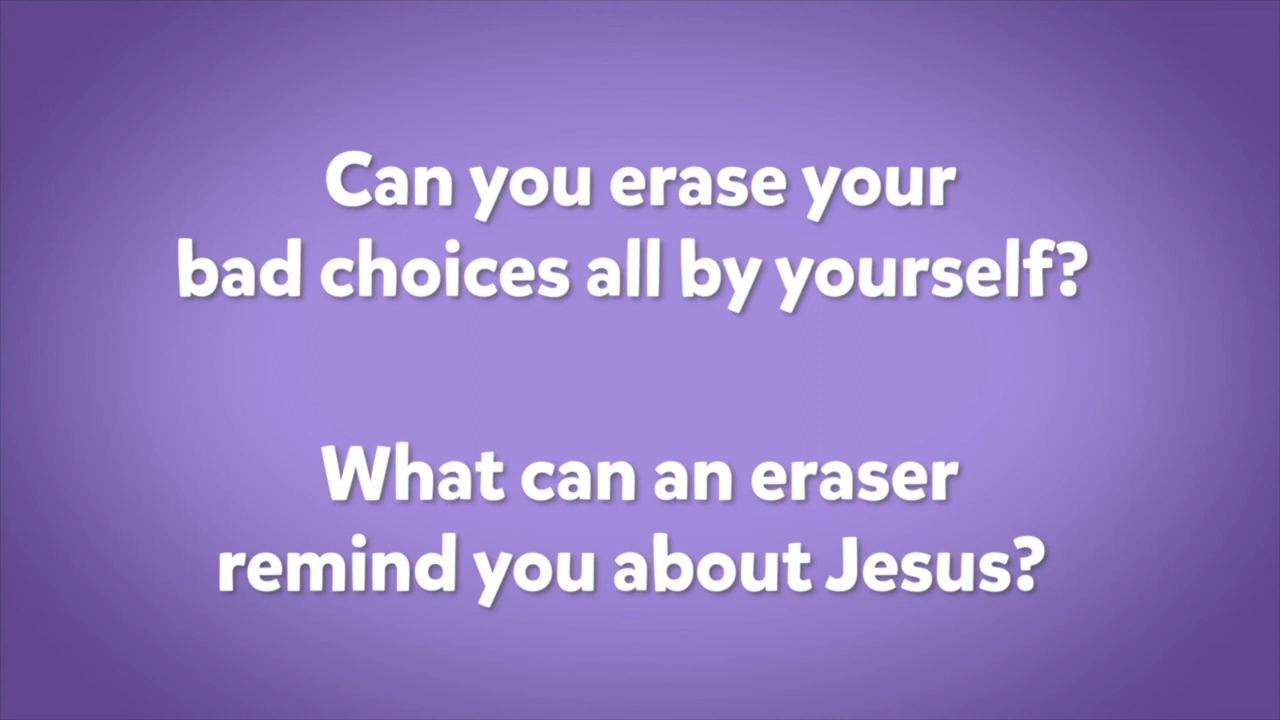 Can you erase your
bad choices all by yourself?
What can an eraser
remind you about Jesus?